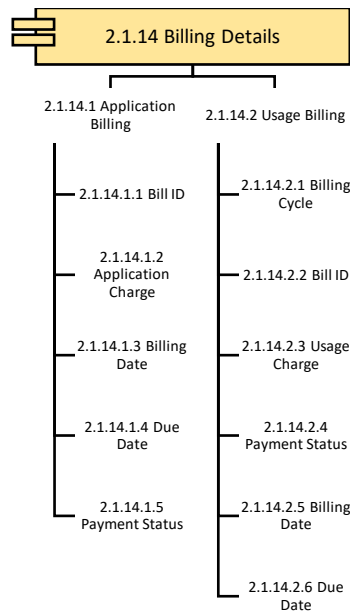 2.1.14 Billing Details
2.1.14.1 Application
Billing
2.1.14.1.1 Bill ID
2.1.14.1.2
Application
Charge
2.1.14.1.3 Billing
Date
2.1.14.1.4 Due
Date
2.1.14.1.5
Payment Status
2.1.14.2 Usage Billing
2.1.14.2.1 Billing
Cycle
2.1.14.2.2 Bill ID
2.1.14.2.3 Usage
Charge
2.1.14.2.4
Payment Status
2.1.14.2.5 Billing
Date
2.1.14.2.6 Due
Date